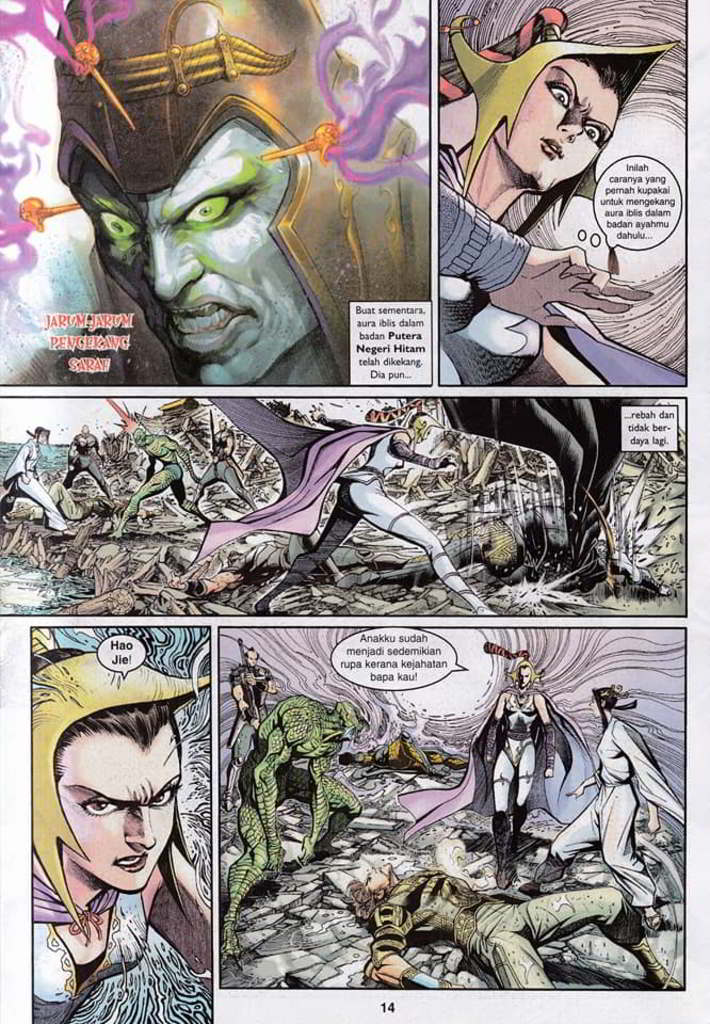 JARUM-JARUM
PENGEKANG
SARAF
Buat sementara,
aura iblis dalam
badan Putera
Negeri Hitam
telah dikekang.
Dia pun...
Inilah
caranya yang
pernah kupakai
untuk mengekang
aura iblis dalam
badan ayahmu
dahulu...
...rebah dan
tidak ber-
daya lagi.
Hao
Jie!
Anakku sudah
menjadi sedemikian
rupa kerana kejahatan
bapa kau!
14